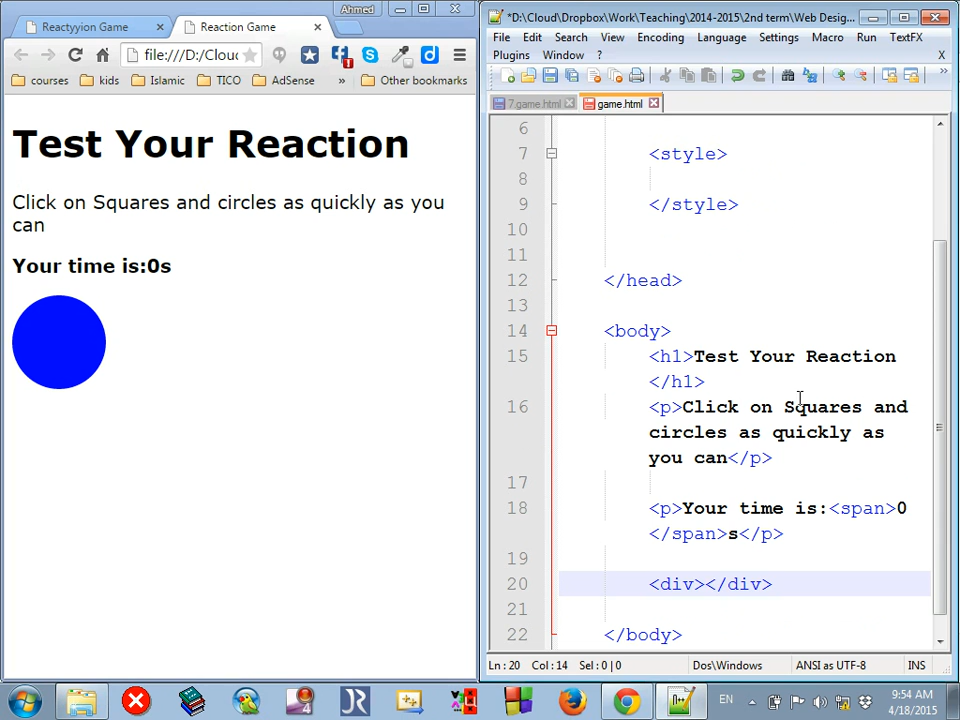 Ahmed
Reactyyion Game
Reaction Game
file:///D:/Clouc
courses
kids
Islamic
TICO
AdSense
»
Other bookmarks
Test Your Reaction
Click on Squares and circles as quickly as you
can
Your time is:0s
*D:\Cloud\Dropbox\Work\Teaching\2014-2015\2nd term\Web Desig...
File Edit Search View Encoding Language Settings Macro Run TextFX
Plugins Window ? X
7.game.html
game.html
6
7 <style>
8
9 </style>
10
11
12 </head>
13
14 <body>
15 <h1>Test Your Reaction
</h1>
16 <p>Click on Squares and
circles as quickly as
you can</p>
17
18 <p>Your time is:<span>0
</span>s</p>
19
20 <div></div>
21
22 </body>
Ln : 20 Col : 14 Sel : 0 | 0 Dos\Windows ANSI as UTF-8 INS
EN
9:54 AM
4/18/2015